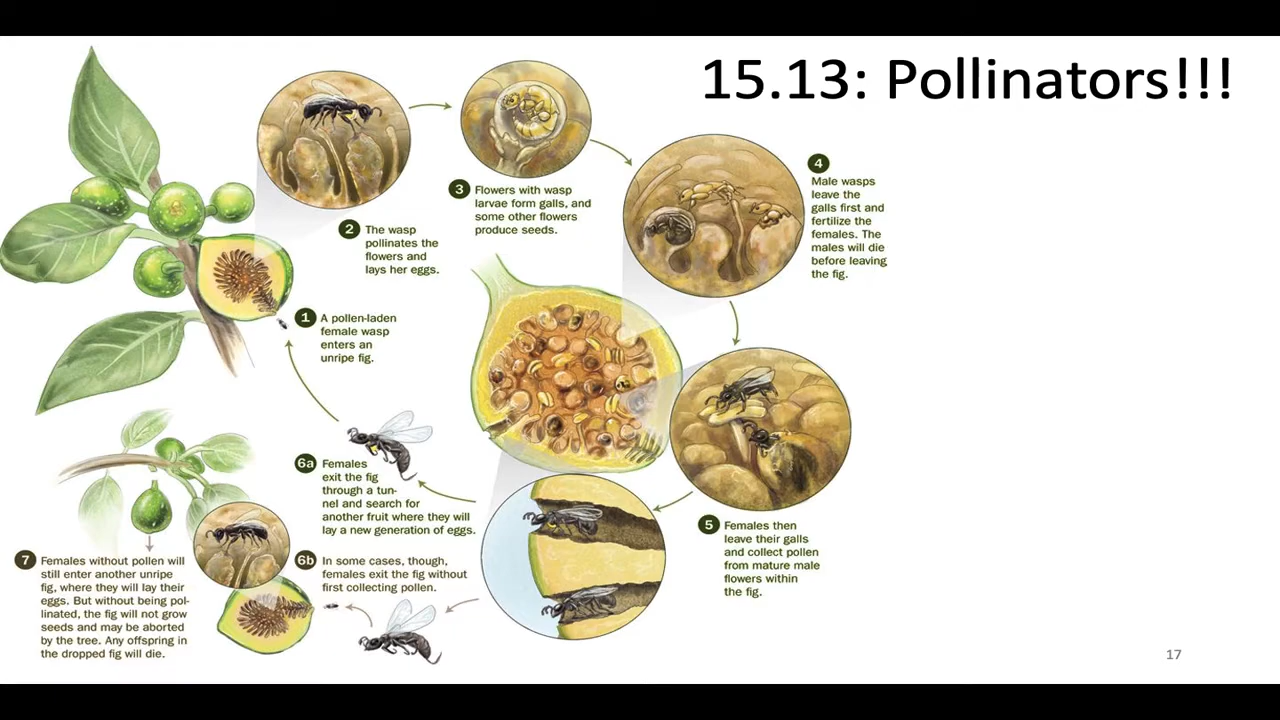 15.13: Pollinators!!!
1 A pollen-laden
female wasp
enters an
unripe fig.
2 The wasp
pollinates the
flowers and
lays her eggs.
3 Flowers with wasp
larvae form galls, and
some other flowers
produce seeds.
4
Male wasps
leave the
galls first and
fertilize the
females. The
males will die
before leaving
the fig.
5 Females then
leave their galls
and collect pollen
from mature male
flowers within
the fig.
6a Females
exit the fig
through a tun-
nel and search for
another fruit where they will
lay a new generation of eggs.
6b In some cases, though,
females exit the fig without
first collecting pollen.
7 Females without pollen will
still enter another unripe
fig, where they will lay their
eggs. But without being pol-
linated, the fig will not grow
seeds and may be aborted
by the tree. Any offspring in
the dropped fig will die.
17